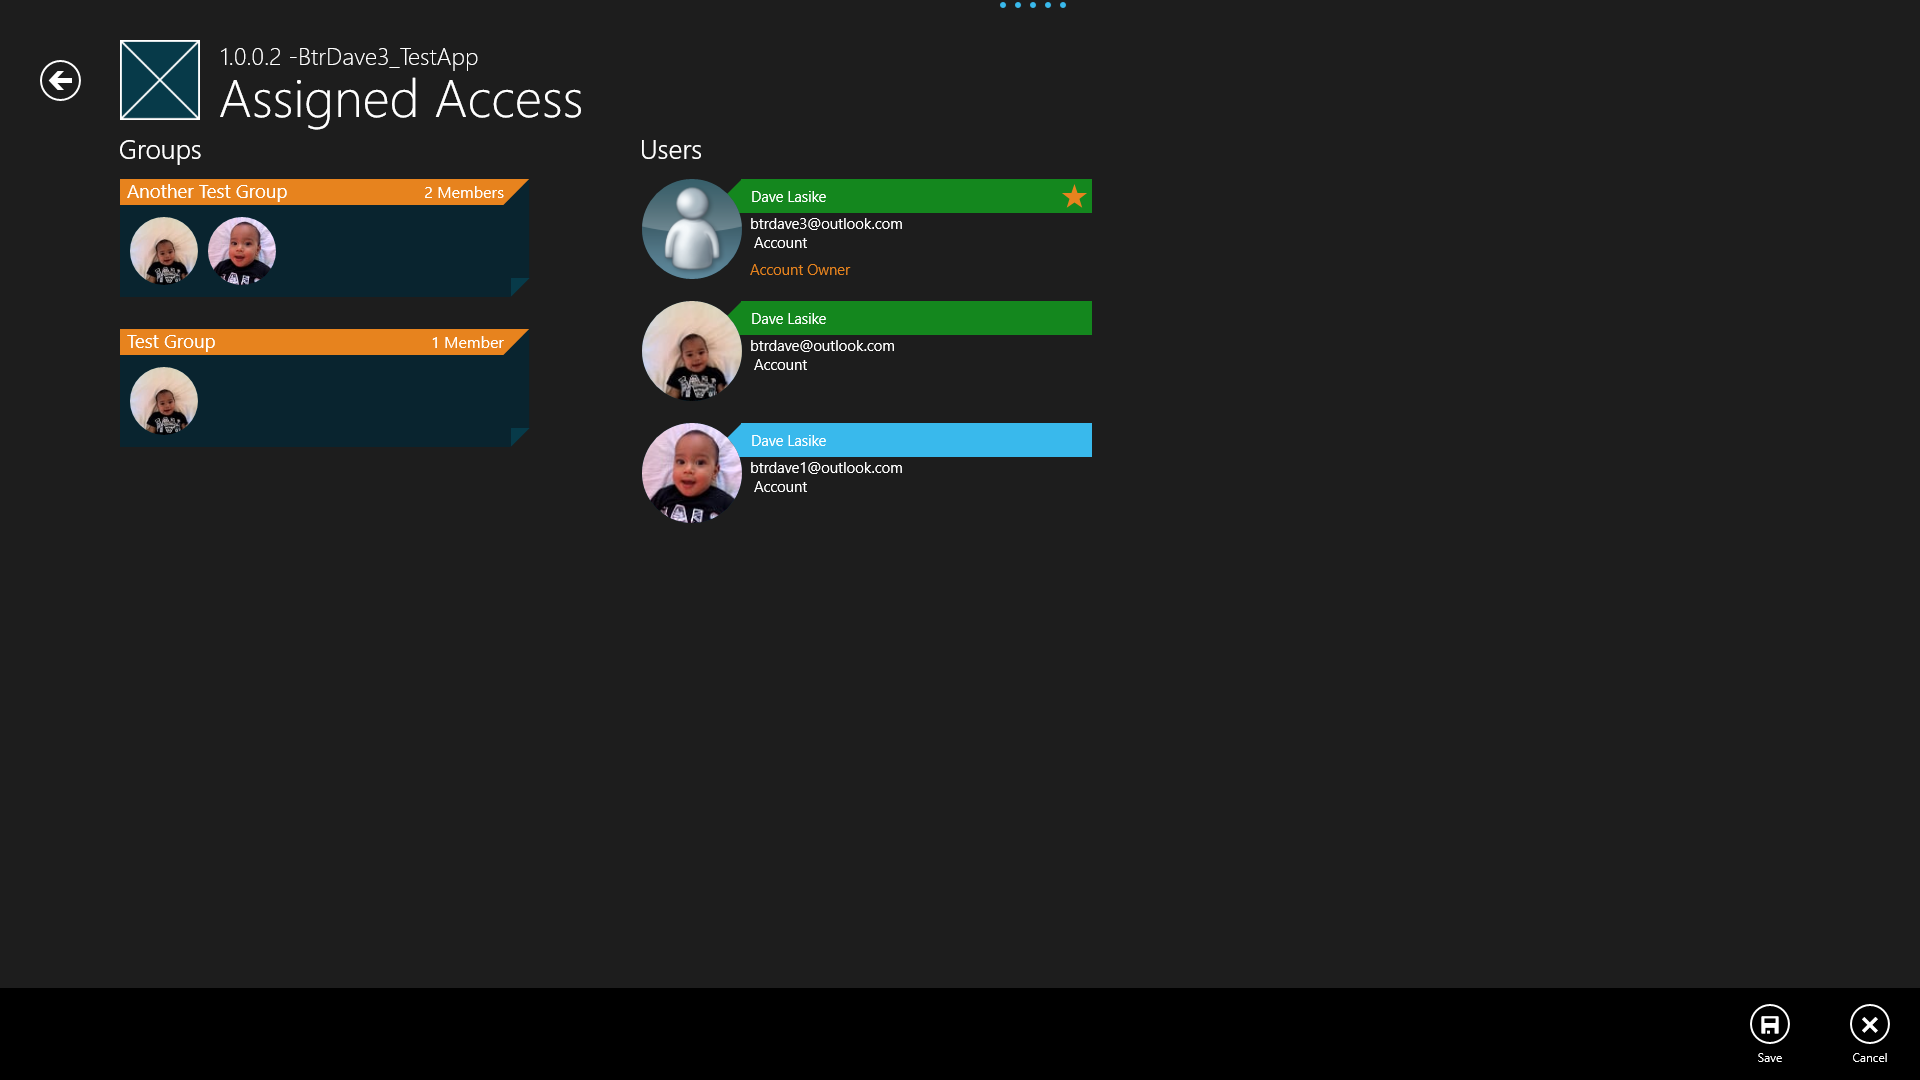 1.0.0.2 -BtrDave3_TestApp
Assigned Access
Groups
Another Test Group 2 Members
Test Group 1 Member
Users
Dave Lasike
btrdave3@outlook.com
Account
Account Owner
Dave Lasike
btrdave@outlook.com
Account
Dave Lasike
btrdave1@outlook.com
Account
Save
Cancel